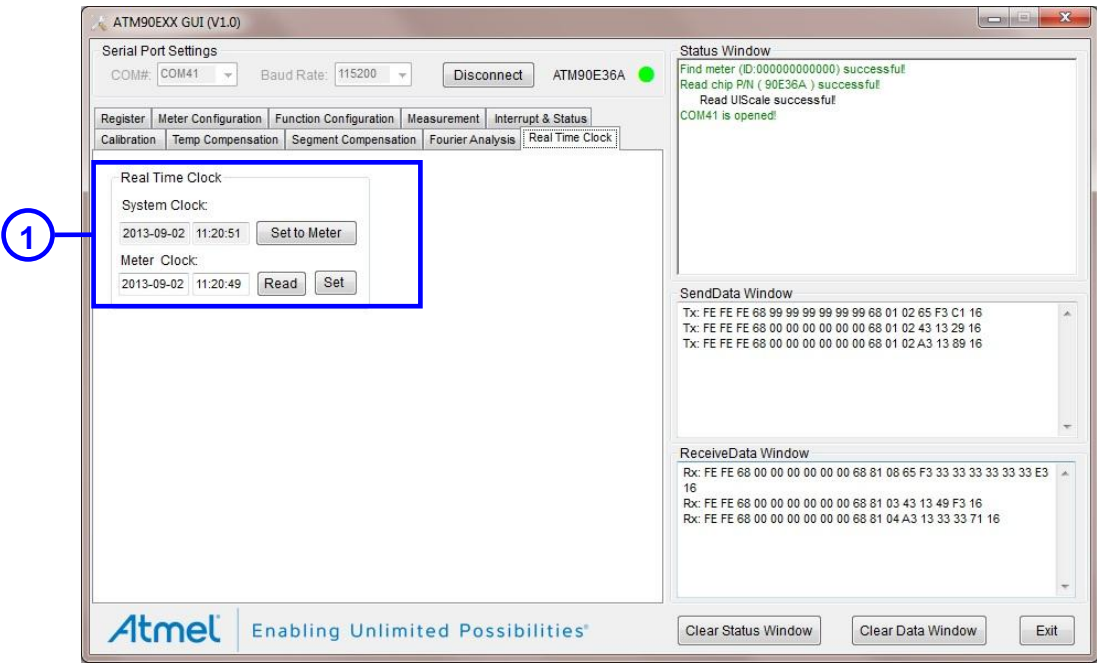 ATM90EXX GUI (V1.0)
Serial Port Settings
COM#: COM41 Baud Rate: 115200 Disconnect ATM90E36A
Register Meter Configuration Function Configuration Measurement Interrupt & Status
Calibration Temp Compensation Segment Compensation Fourier Analysis Real Time Clock
1
Real Time Clock
System Clock:
2013-09-02 11:20:51 Set to Meter
Meter Clock:
2013-09-02 11:20:49 Read Set
Status Window
Find meter (ID:000000000000) successful!
Read chip P/N ( 90E36A ) successful!
Read UIScale successful!
COM41 is opened!
SendData Window
Tx: FE FE FE 68 99 99 99 99 99 99 68 01 02 65 F3 C1 16
Tx: FE FE FE 68 00 00 00 00 00 00 68 01 02 43 13 29 16
Tx: FE FE FE 68 00 00 00 00 00 00 68 01 02 A3 13 89 16
ReceiveData Window
Rx: FE FE 68 00 00 00 00 00 00 68 81 08 65 F3 33 33 33 33 33 33 E3
16
Rx: FE FE 68 00 00 00 00 00 00 68 81 03 43 13 49 F3 16
Rx: FE FE 68 00 00 00 00 00 00 68 81 04 A3 13 33 33 71 16
Atmel Enabling Unlimited Possibilities®
Clear Status Window Clear Data Window Exit